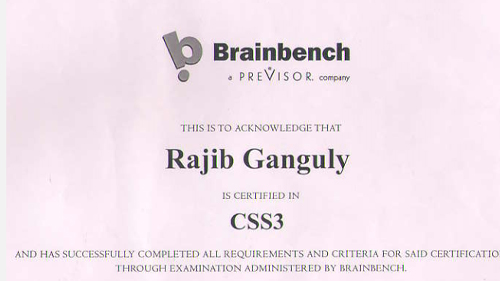 Brainbench
a PREVISOR. company
THIS IS TO ACKNOWLEDGE THAT
Rajib Ganguly
IS CERTIFIED IN
CSS3
AND HAS SUCCESSFULLY COMPLETED ALL REQUIREMENTS AND CRITERIA FOR SAID CERTIFICATIO
THROUGH EXAMINATION ADMINISTERED BY BRAINBENCH.